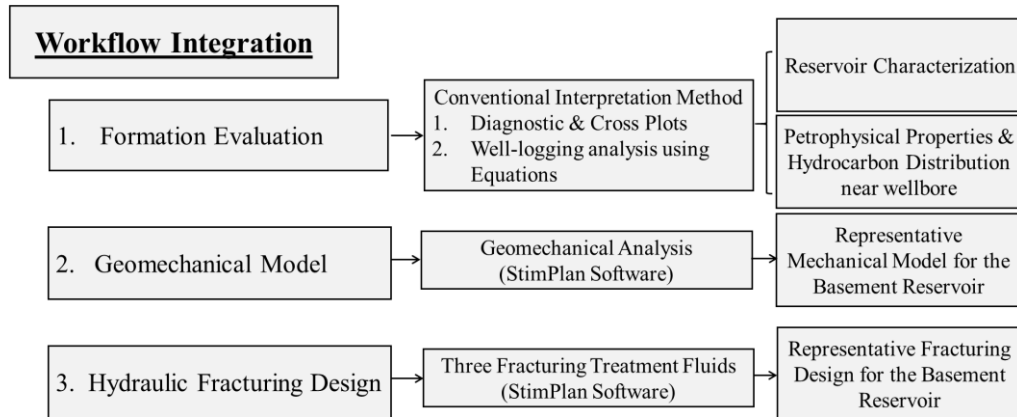 Workflow Integration
1. Formation Evaluation
Conventional Interpretation Method
1. Diagnostic & Cross Plots
2. Well-logging analysis using
Equations
Reservoir Characterization
Petrophysical Properties &
Hydrocarbon Distribution
near wellbore
2. Geomechanical Model
Geomechanical Analysis
(StimPlan Software)
Representative
Mechanical Model for the
Basement Reservoir
3. Hydraulic Fracturing Design
Three Fracturing Treatment Fluids
(StimPlan Software)
Representative Fracturing
Design for the Basement
Reservoir